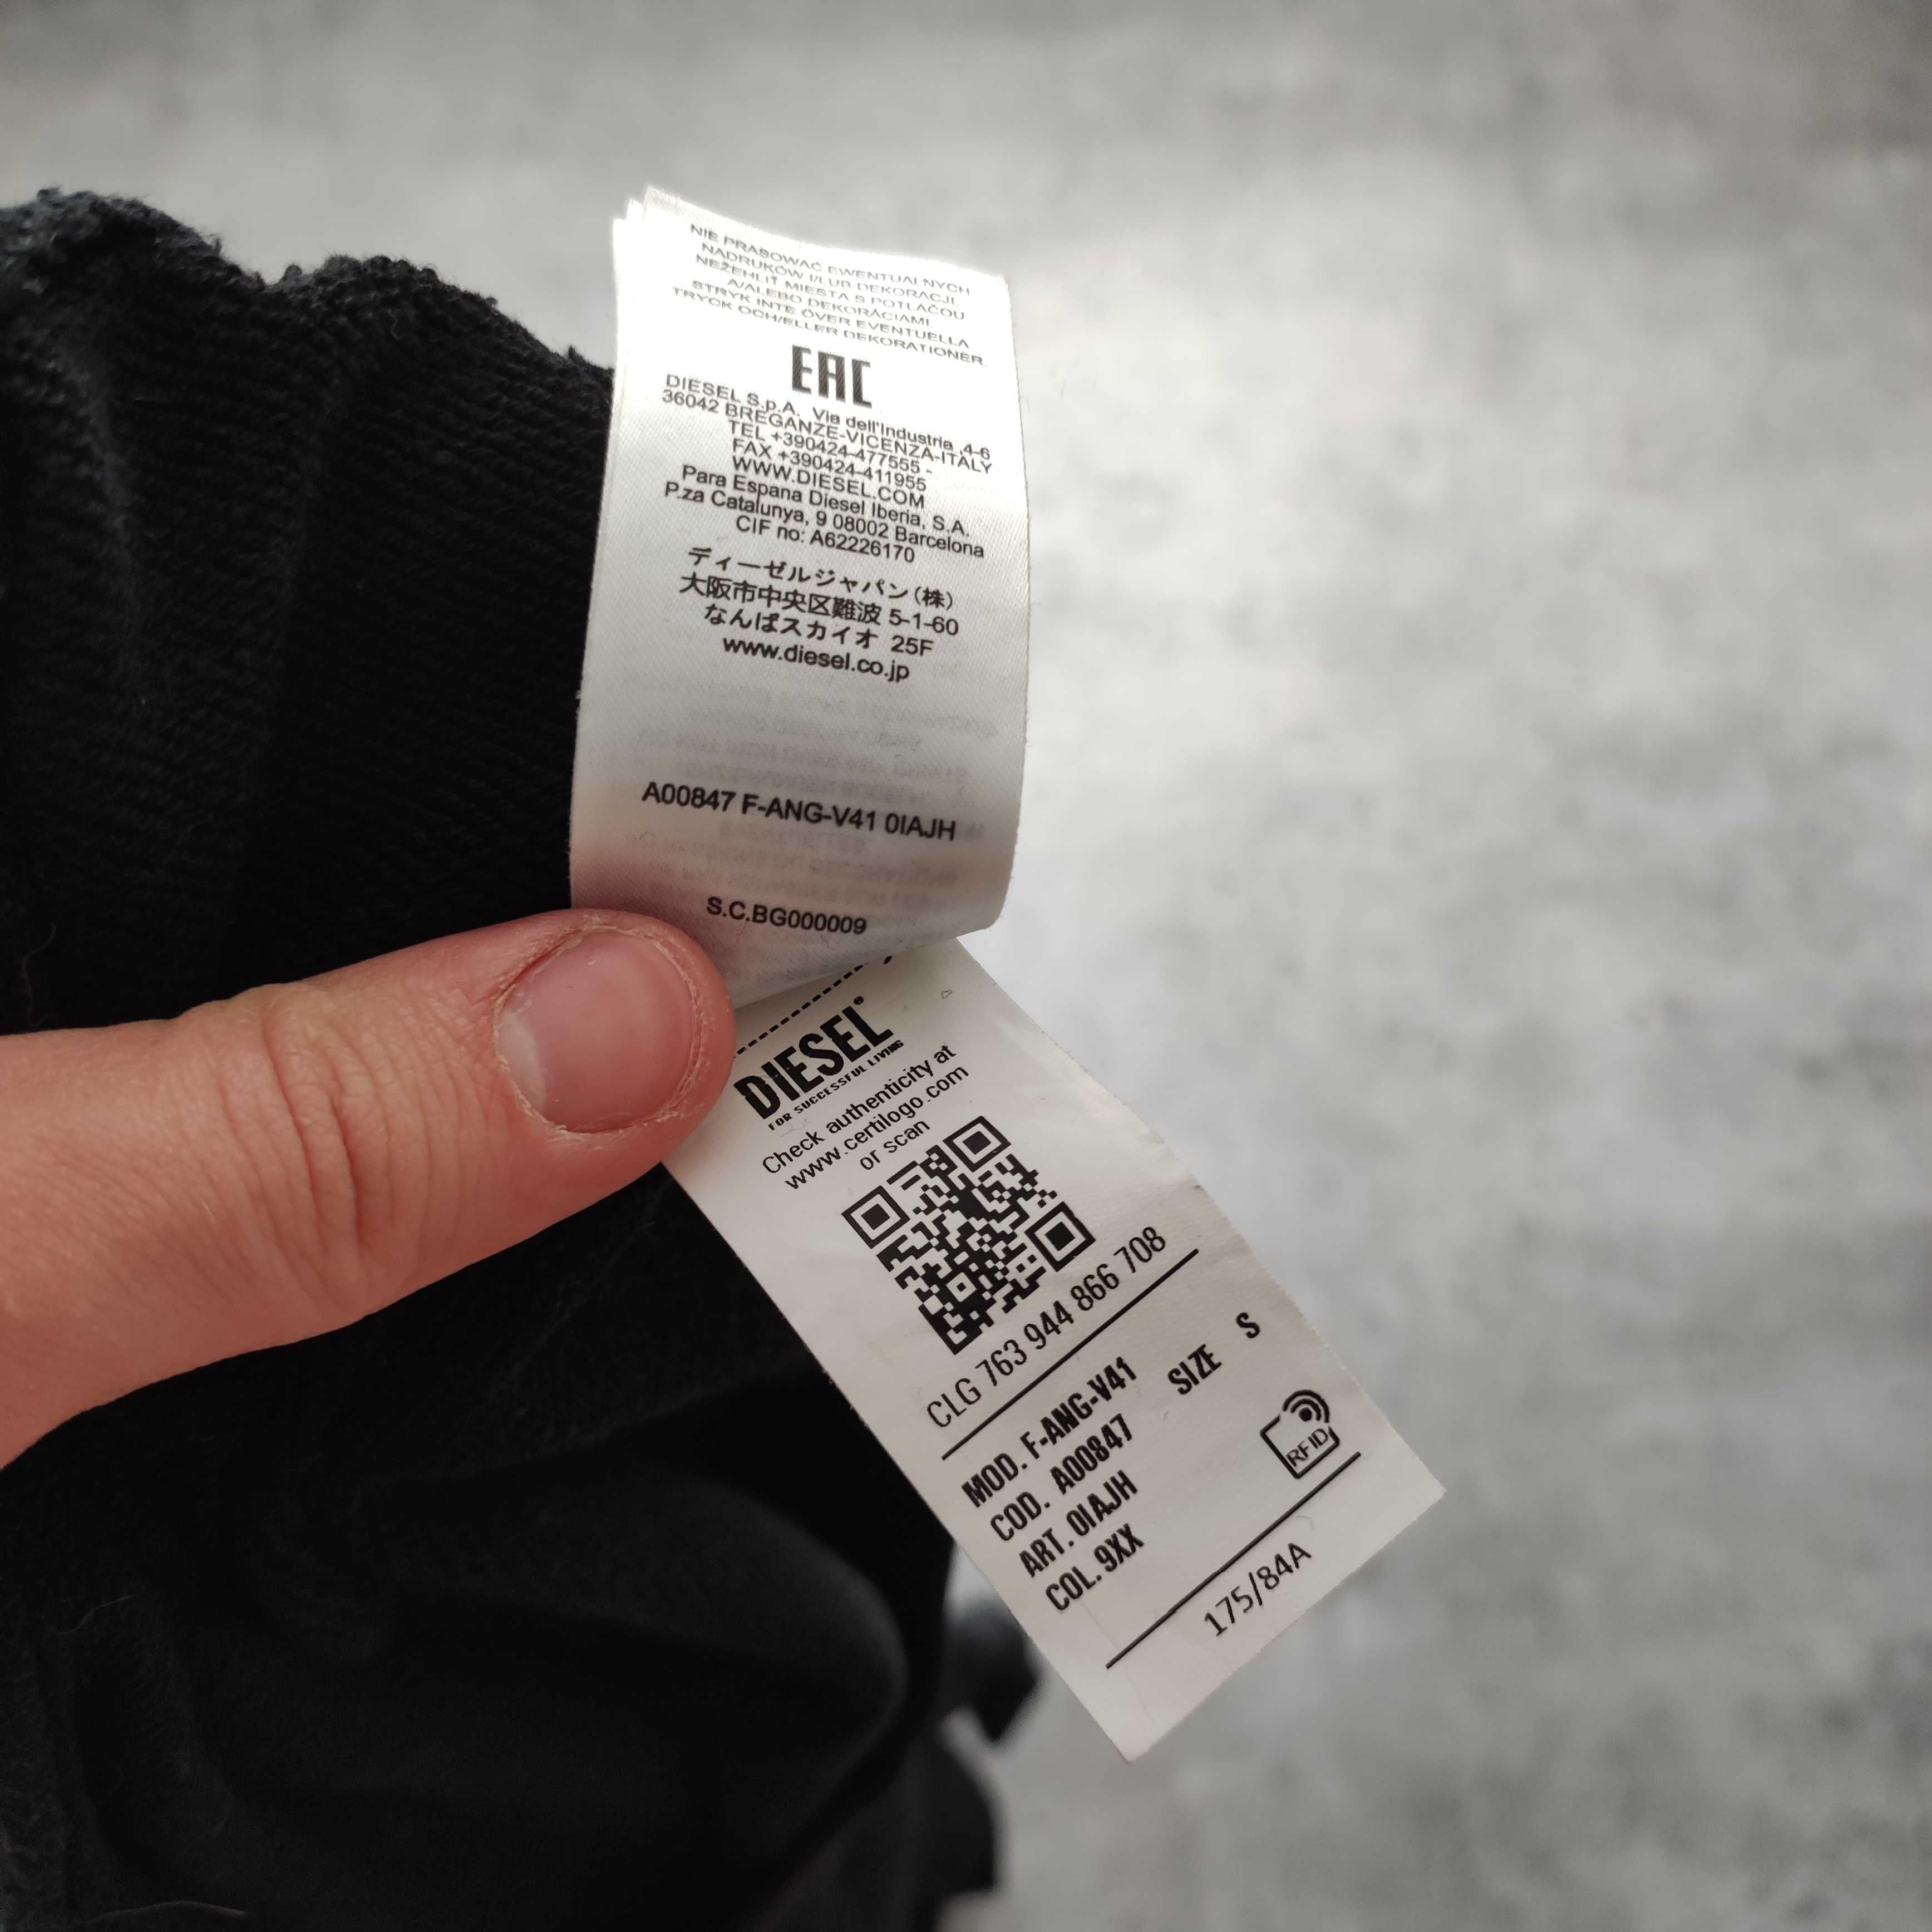 NIE PRASOWAĆ EWENTUALNYCH
NADRUKÓW I/LUB DEKORACJI.
NEŽEHLIŤ MIESTA S POTLAČOU
A/ALEBO DEKORÁCIAMI.
STRYK INTE ÖVER EVENTUELLA
TRYCK OCH/ELLER DEKORATIONER.
EAC
DIESEL S.p.A. Via dell'Industria ,4-6
36042 BREGANZE-VICENZA-ITALY
TEL +390424-477555 -
FAX +390424-411955
WWW.DIESEL.COM
Para Espana Diesel Iberia, S.A.
P.za Catalunya, 9 08002 Barcelona
CIF no: A62226170
ディーゼルジャパン(株)
大阪市中央区難波 5-1-60
なんばスカイオ 25F
www.diesel.co.jp
A00847 F-ANG-V41 0IAJH
S.C.BG000009
DIESEL®
FOR SUCCESSFUL LIVING
Check authenticity at
www.certilogo.com
or scan
CLG 763 944 866 708
MOD. F-ANG-V41 SIZE S
COD. A00847
ART. 0IAJH
COL. 9XX
RFID
175/84A